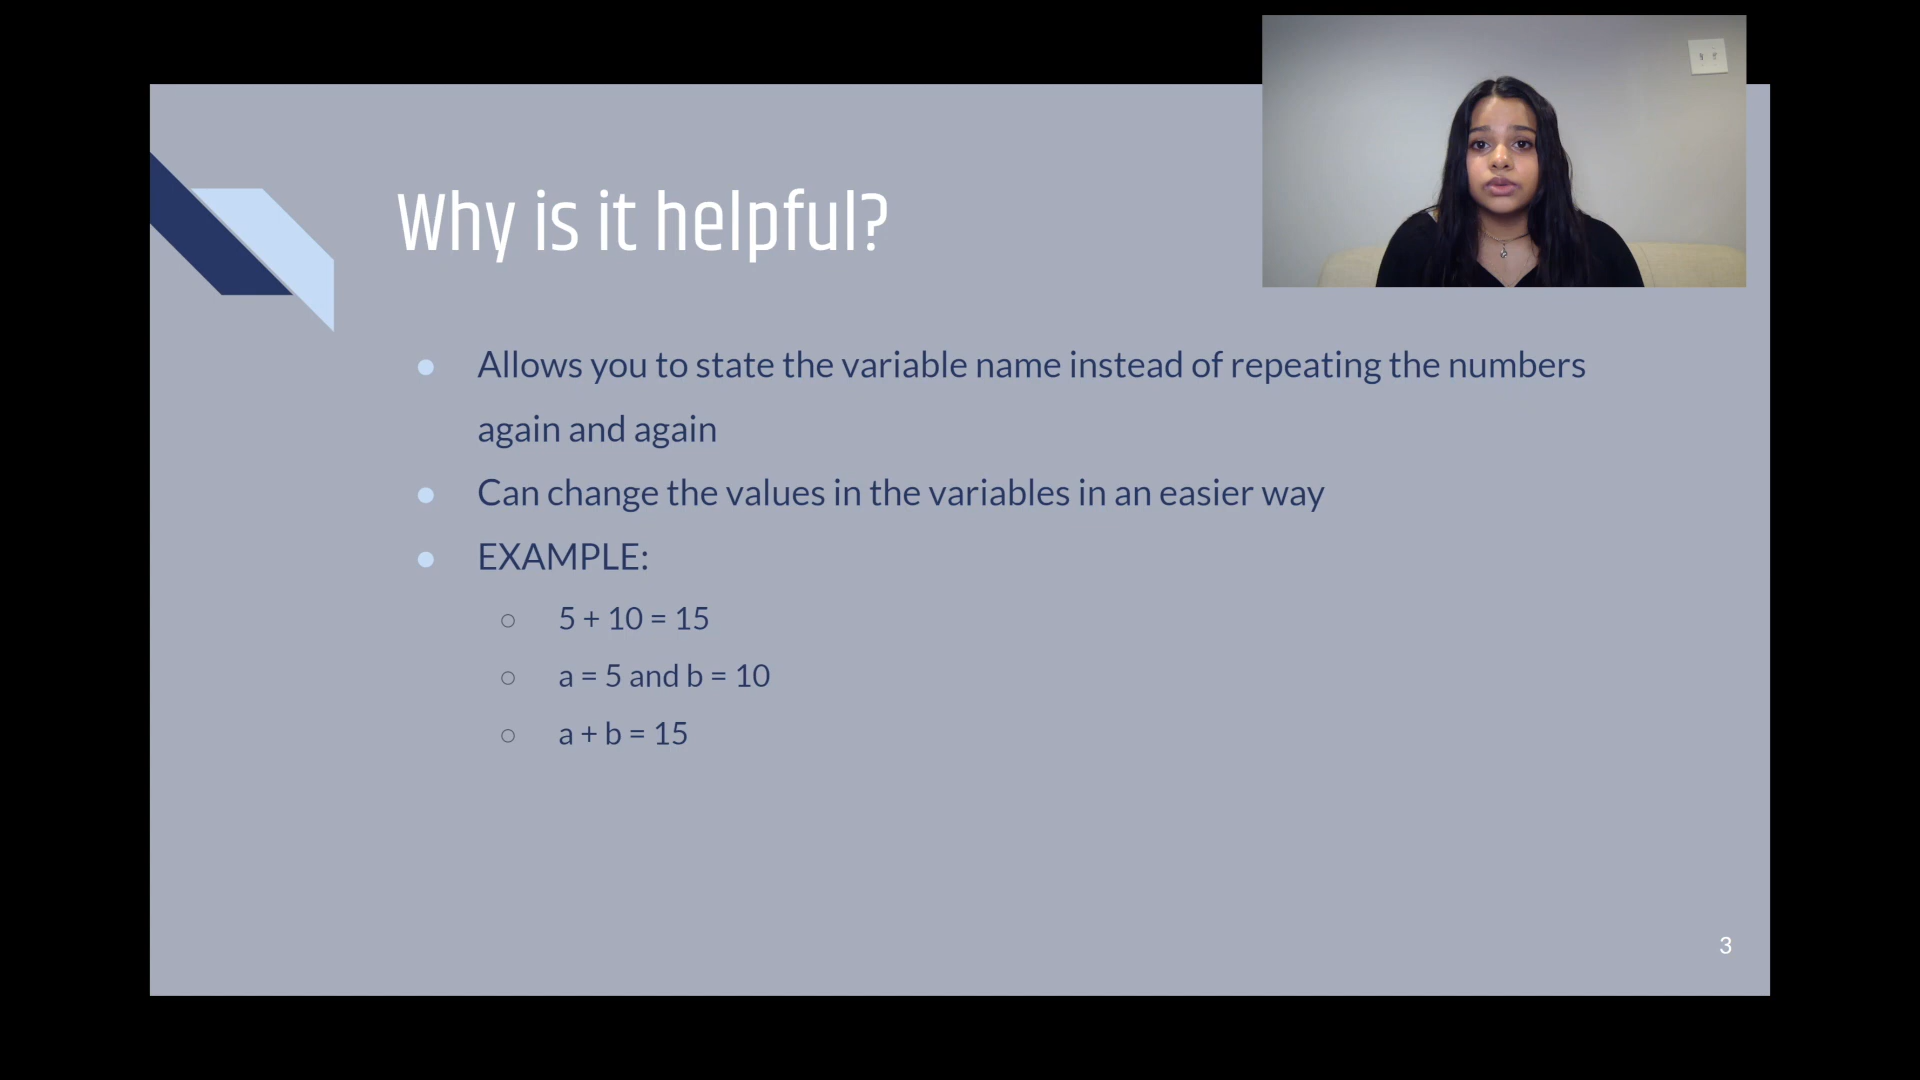 Why is it helpful?
Allows you to state the variable name instead of repeating the numbers
again and again
Can change the values in the variables in an easier way
EXAMPLE:
5 + 10 = 15
a = 5 and b = 10
a + b = 15
3